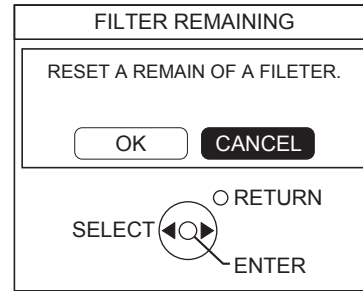 FILTER REMAINING
RESET A REMAIN OF A FILETER.
OK CANCEL
RETURN
SELECT
ENTER